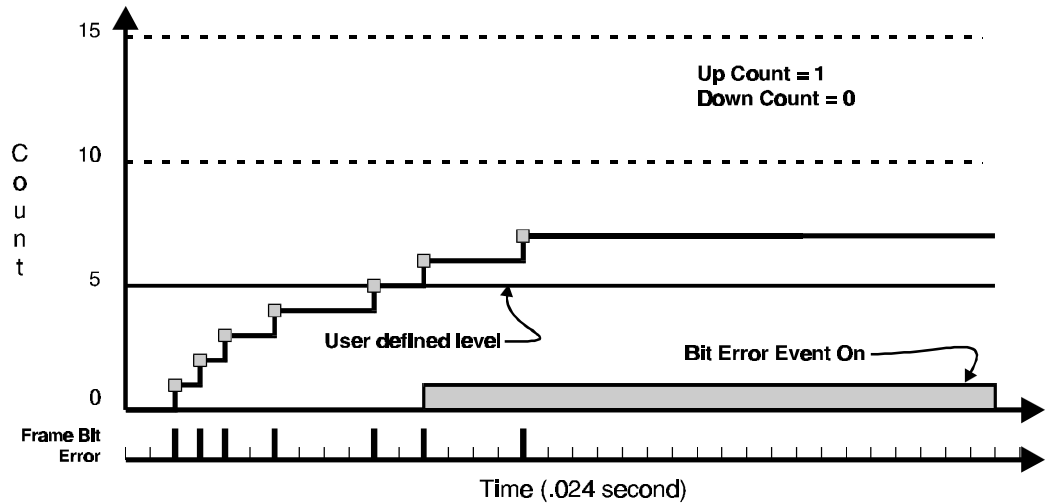 15
Up Count = 1
Down Count = 0
10
Count
5
User defined level
Bit Error Event On
0
Frame Bit
Error
Time (.024 second)